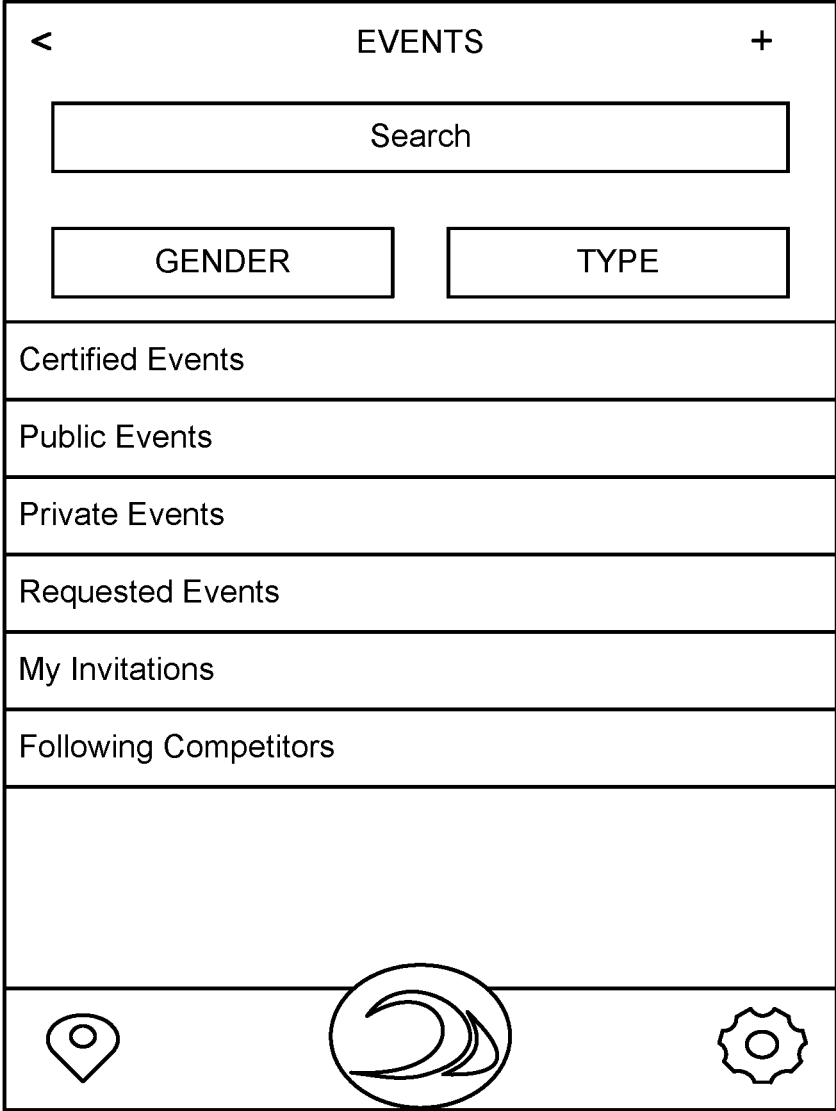 < EVENTS +
Search
GENDER TYPE
Certified Events
Public Events
Private Events
Requested Events
My Invitations
Following Competitors